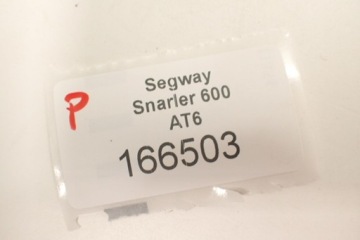 P
Segway
Snarler 600
AT6
166503